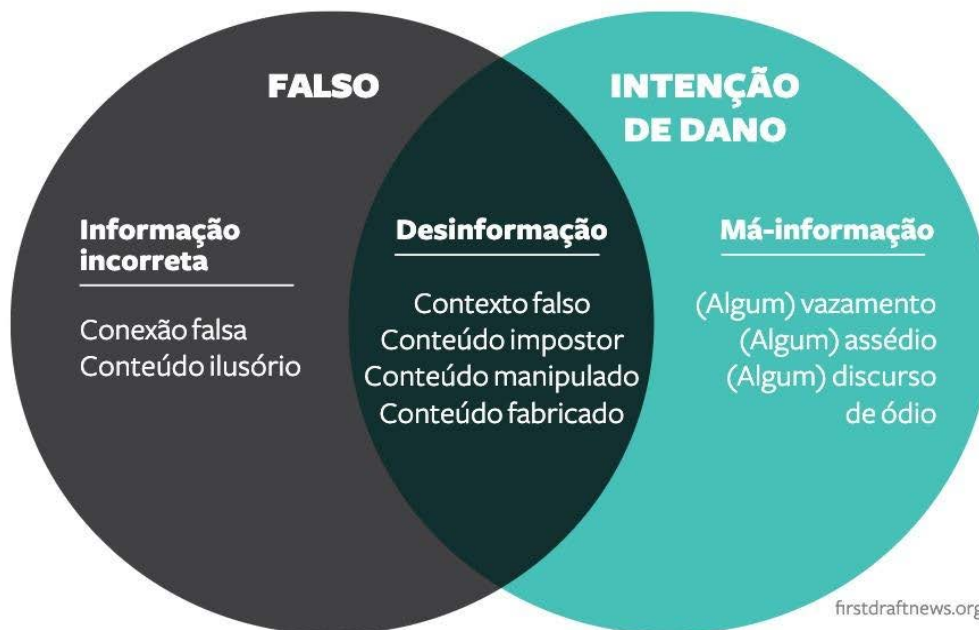 FALSO
INTENÇÃO
DE DANO
Informação
incorreta
Conexão falsa
Conteúdo ilusório
Desinformação
Contexto falso
Conteúdo impostor
Conteúdo manipulado
Conteúdo fabricado
Má-informação
(Algum) vazamento
(Algum) assédio
(Algum) discurso
de ódio
firstdraftnews.org